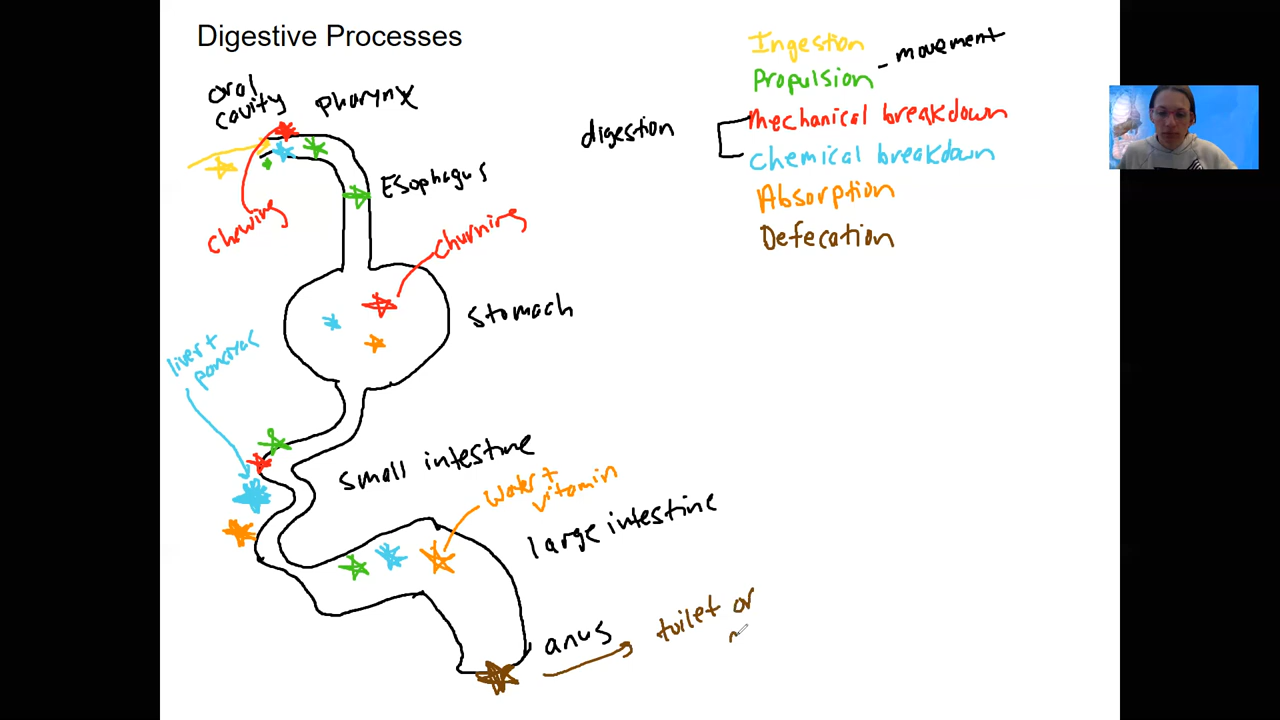 Digestive Processes
Ingestion
Propulsion - movement
mechanical breakdown
digestion
chemical breakdown
Absorption
Defecation
oral
cavity
pharynx
Esophagus
chewing
churning
stomach
liver +
pancreas
small intestine
water +
vitamin
large intestine
anus
toilet or